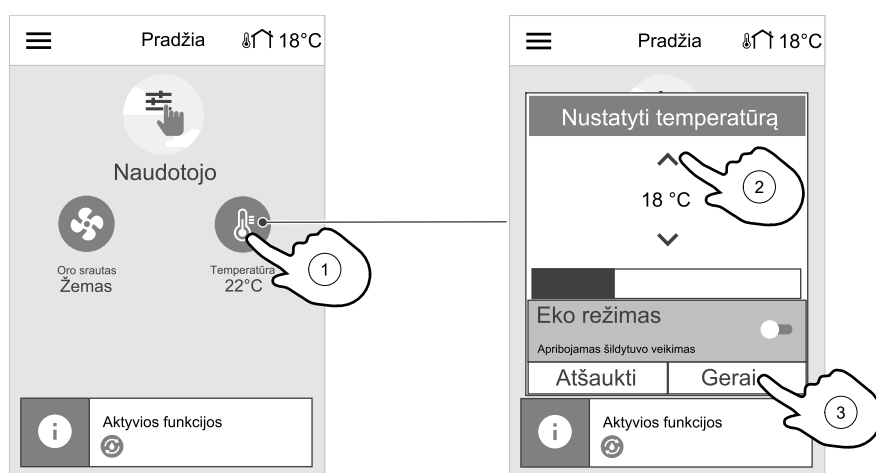 Pradžia 18°C
Naudotojo
Oro srautas
Žemas
Temperatūra
22°C
1
Aktyvios funkcijos
i
Pradžia 18°C
Nustatyti temperatūrą
18 °C
2
Eko režimas
Apribojamas šildytuvo veikimas
Atšaukti Gerai
3
Aktyvios funkcijos
i